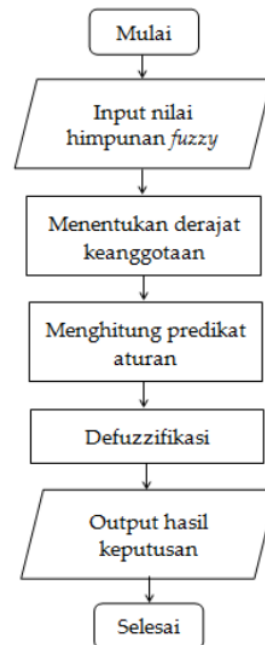 Mulai
Input nilai
himpunan fuzzy
Menentukan derajat
keanggotaan
Menghitung predikat
aturan
Defuzzifikasi
Output hasil
keputusan
Selesai